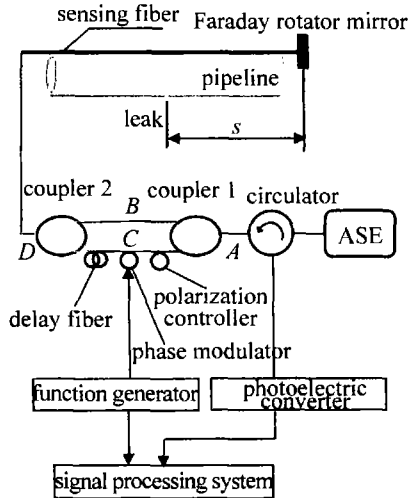 sensing fiber
Faraday rotator mirror
pipeline
leak
s
coupler 2
B
coupler 1
circulator
C
D
A
ASE
delay fiber
polarization
controller
phase modulator
function generator
photoelectric
converter
signal processing system